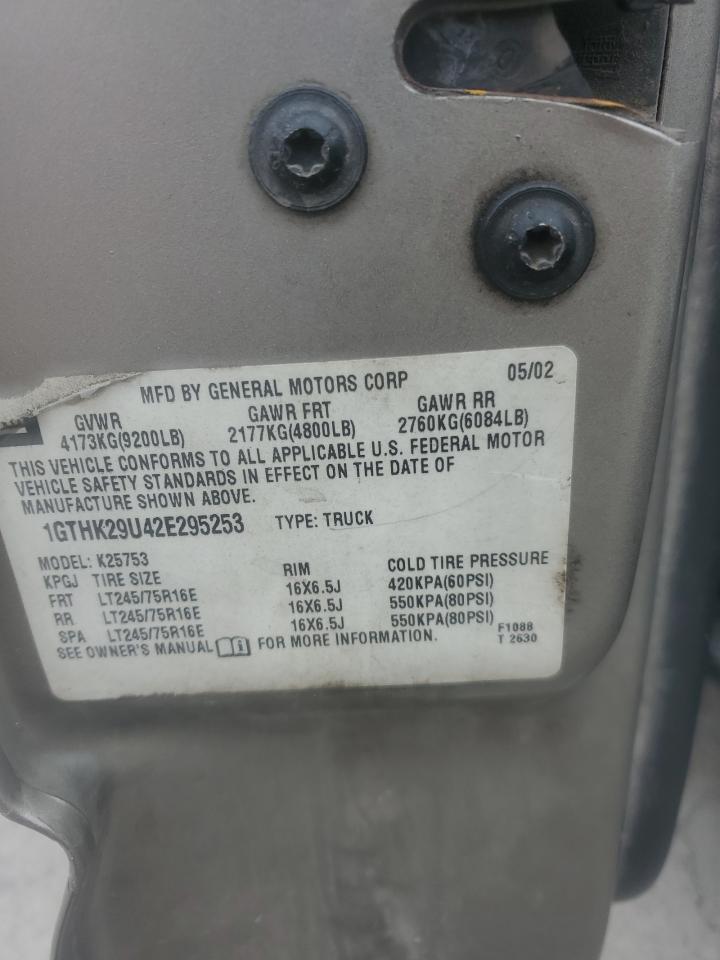 MFD BY GENERAL MOTORS CORP 05/02
GVWR GAWR FRT GAWR RR
4173KG(9200LB) 2177KG(4800LB) 2760KG(6084LB)
THIS VEHICLE CONFORMS TO ALL APPLICABLE U.S. FEDERAL MOTOR
VEHICLE SAFETY STANDARDS IN EFFECT ON THE DATE OF
MANUFACTURE SHOWN ABOVE.
1GTHK29U42E295253 TYPE: TRUCK
MODEL: K25753
KPGJ TIRE SIZE RIM COLD TIRE PRESSURE
FRT LT245/75R16E 16X6.5J 420KPA(60PSI)
RR LT245/75R16E 16X6.5J 550KPA(80PSI)
SPA LT245/75R16E 16X6.5J 550KPA(80PSI)
SEE OWNER'S MANUAL i FOR MORE INFORMATION. F1088
T 2630